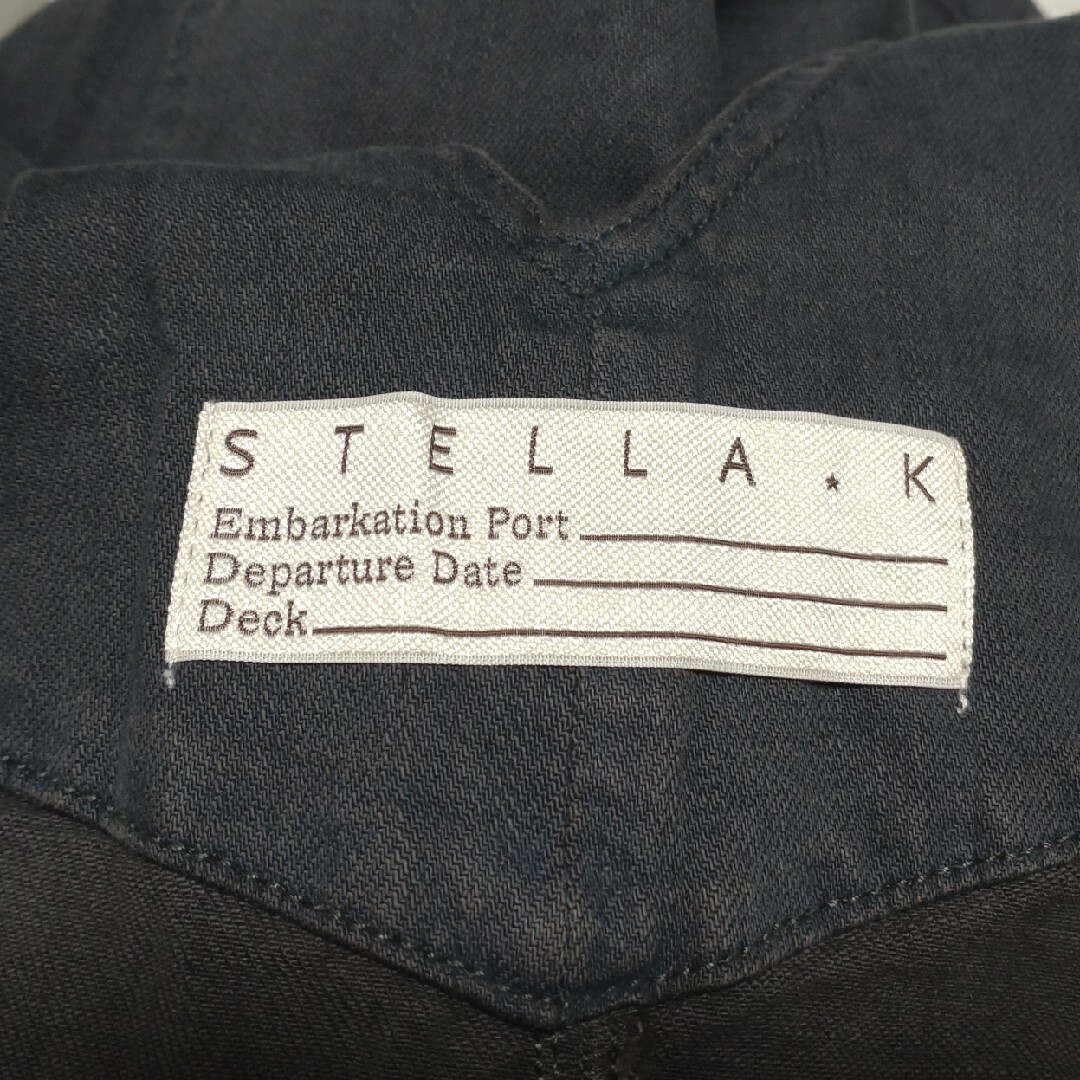 STELLA★K
Embarkation Port
Departure Date
Deck